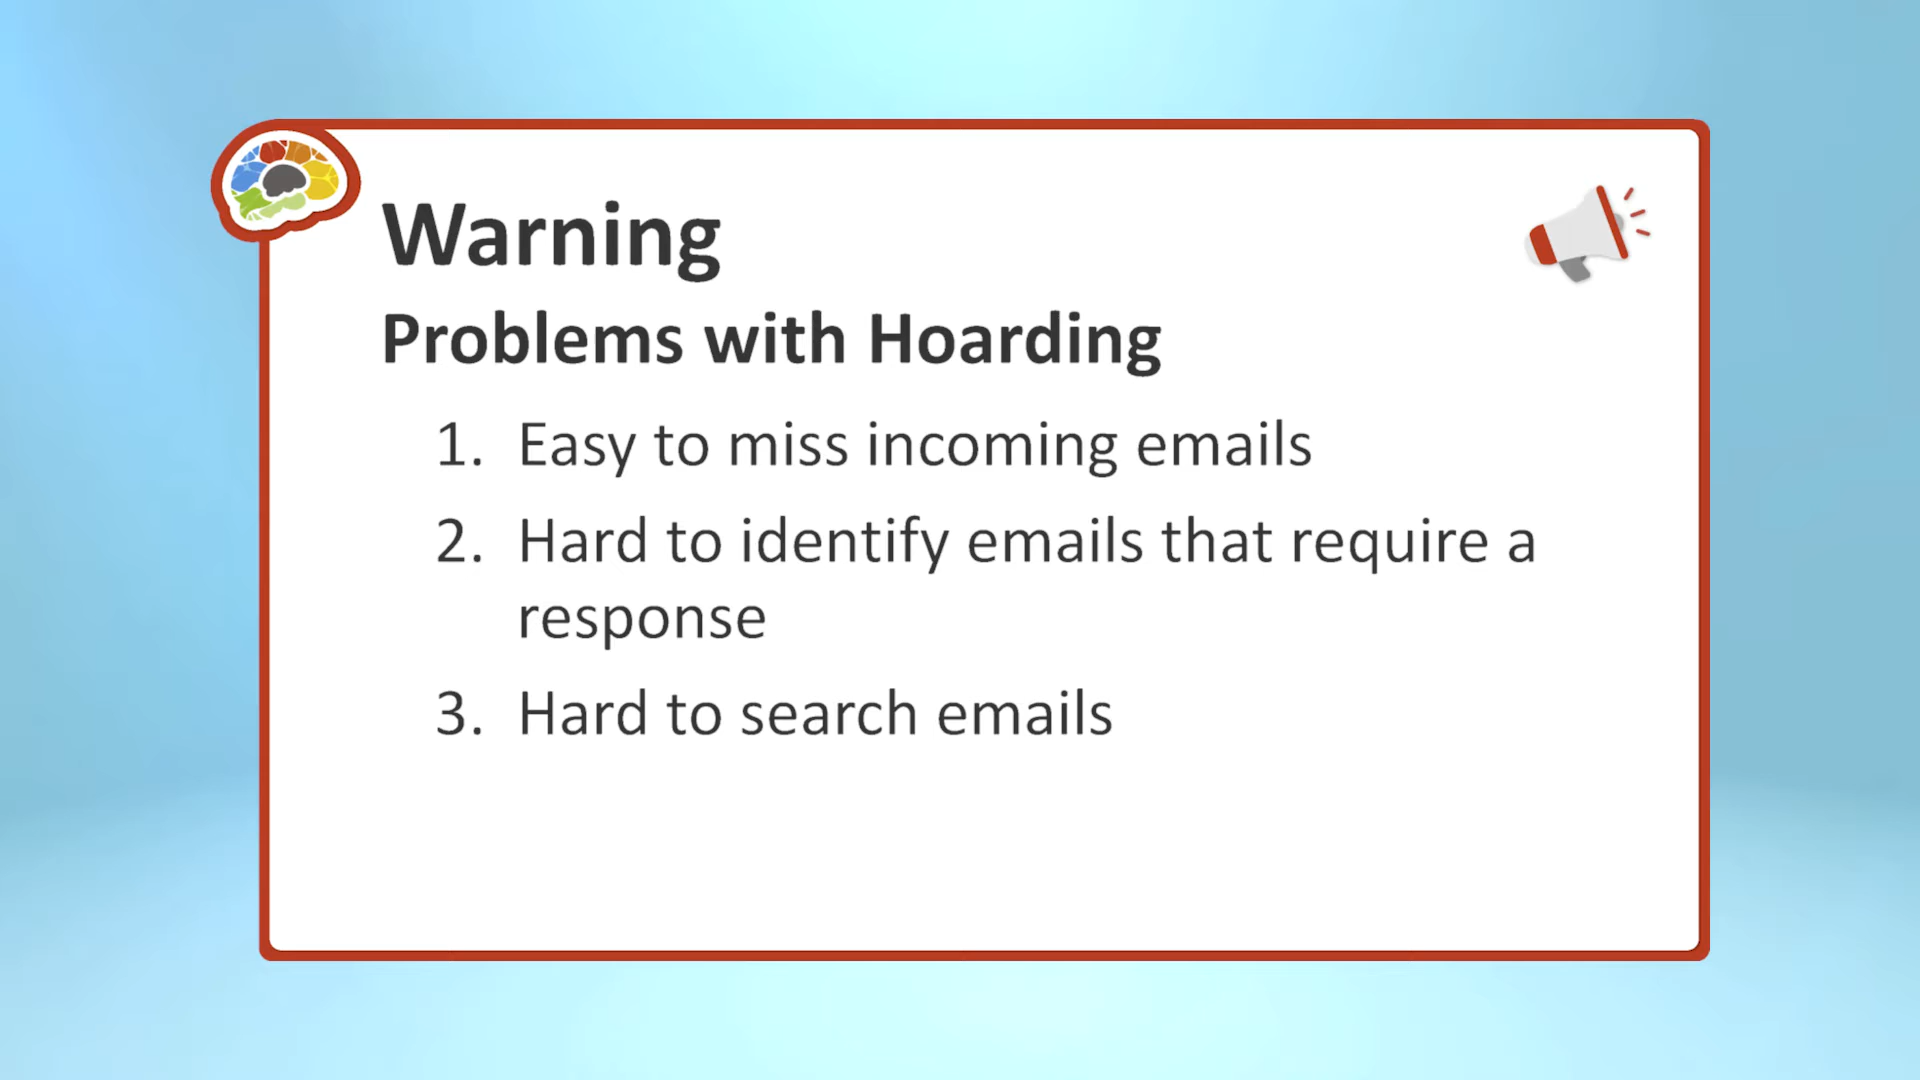 Warning
Problems with Hoarding
1. Easy to miss incoming emails
2. Hard to identify emails that require a
response
3. Hard to search emails